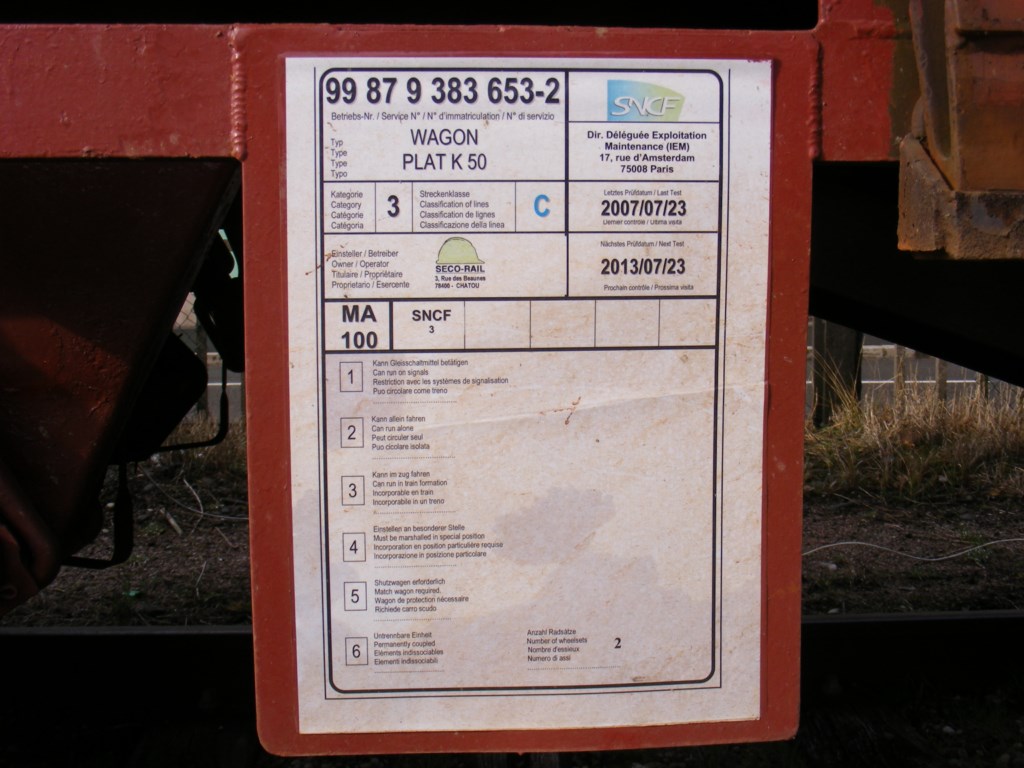 99 87 9 383 653-2
Betriebs-Nr. / Service N° / N° d'immatriculation / N° di servizio
Typ
Type
Type
Typo
WAGON
PLAT K 50
SNCF
Dir. Déléguée Exploitation
Maintenance (IEM)
17, rue d'Amsterdam
75008 Paris
Kategorie
Category
Catégorie
Catégoria
3
Streckenklasse
Classification of lines
Classification de lignes
Classificazione della linea
C
Letztes Prüfdatum / Last Test
2007/07/23
Dernier contrôle / Ultima visita
Einsteller / Betreiber
Owner / Operator
Titulaire / Propriétaire
Proprietario / Esercente
SECO-RAIL
3, Rue des Beaunes
78400 - CHATOU
Nächstes Prüfdatum / Next Test
2013/07/23
Prochain contrôle / Prossima visita
MA
100
SNCF
3
1
Kann Gleisschaltmittel betätigen
Can run on signals
Restriction avec les systèmes de signalisation
Puo circolare come treno
2
Kann allein fahren
Can run alone
Peut circuler seul
Puo cicolare isolata
3
Kann im zug fahren
Can run in train formation
Incorporable en train
Incorporabile in un treno
4
Einstellen an besonderer Stelle
Must be marshalled in special position
Incorporation en position particulière requise
Incorporazione in posizione particolare
5
Shutzwagen erforderlich
Match wagon required.
Wagon de protection nécessaire
Richiede carro scudo
6
Untrennbare Einheit
Permanently coupled
Eléments indissociables
Elementi indissociabili
Anzahl Radsätze
Number of wheelsets
Nombre d'essieux
Numero di assi
2